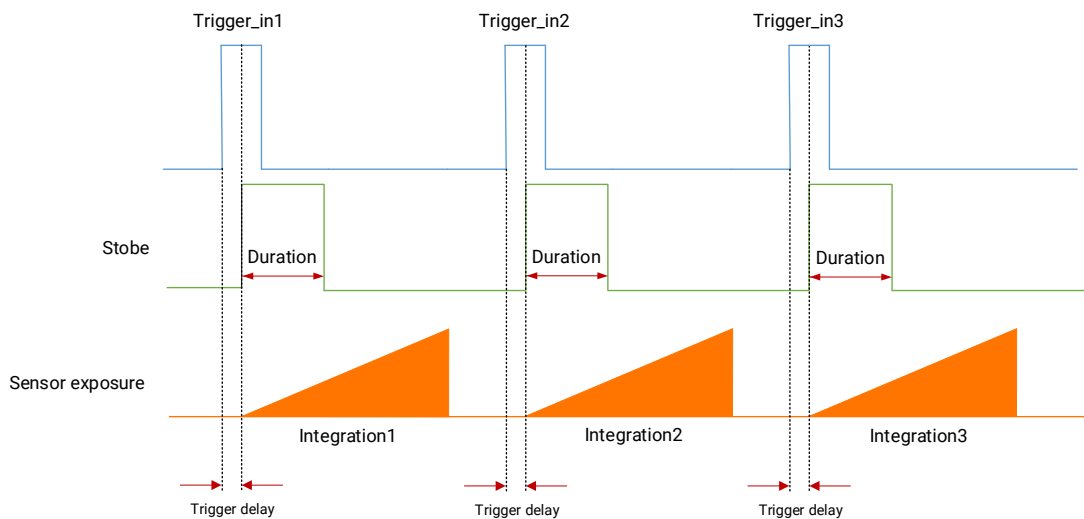 Trigger_in1
Trigger_in2
Trigger_in3
Stobe
Duration
Duration
Duration
Sensor exposure
Integration1
Integration2
Integration3
Trigger delay
Trigger delay
Trigger delay